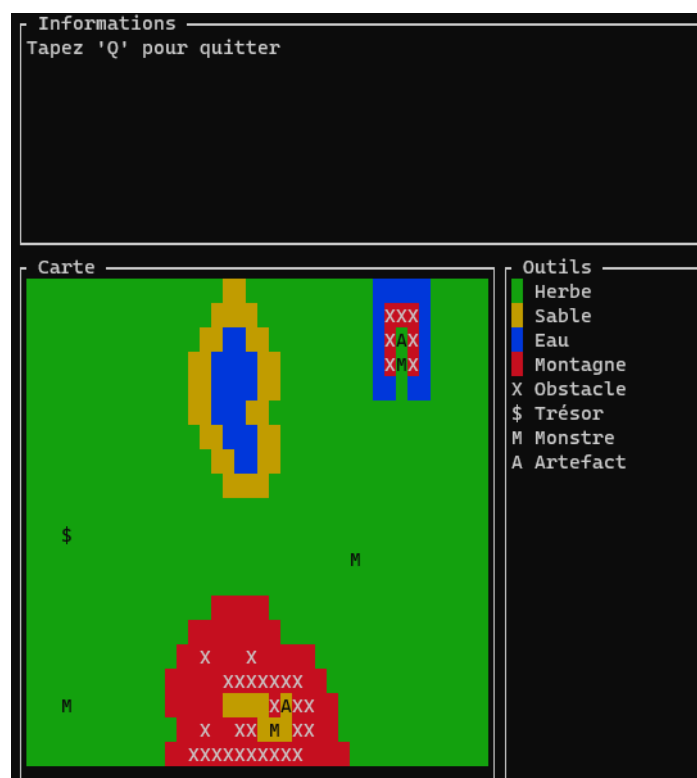 Informations
Tapez 'Q' pour quitter
Carte
XXX
XAX
XMX
$
M
X X
XXXXXXX
M XAXX
X XX M XX
XXXXXXXXXX
Outils
Herbe
Sable
Eau
Montagne
X Obstacle
$ Trésor
M Monstre
A Artefact